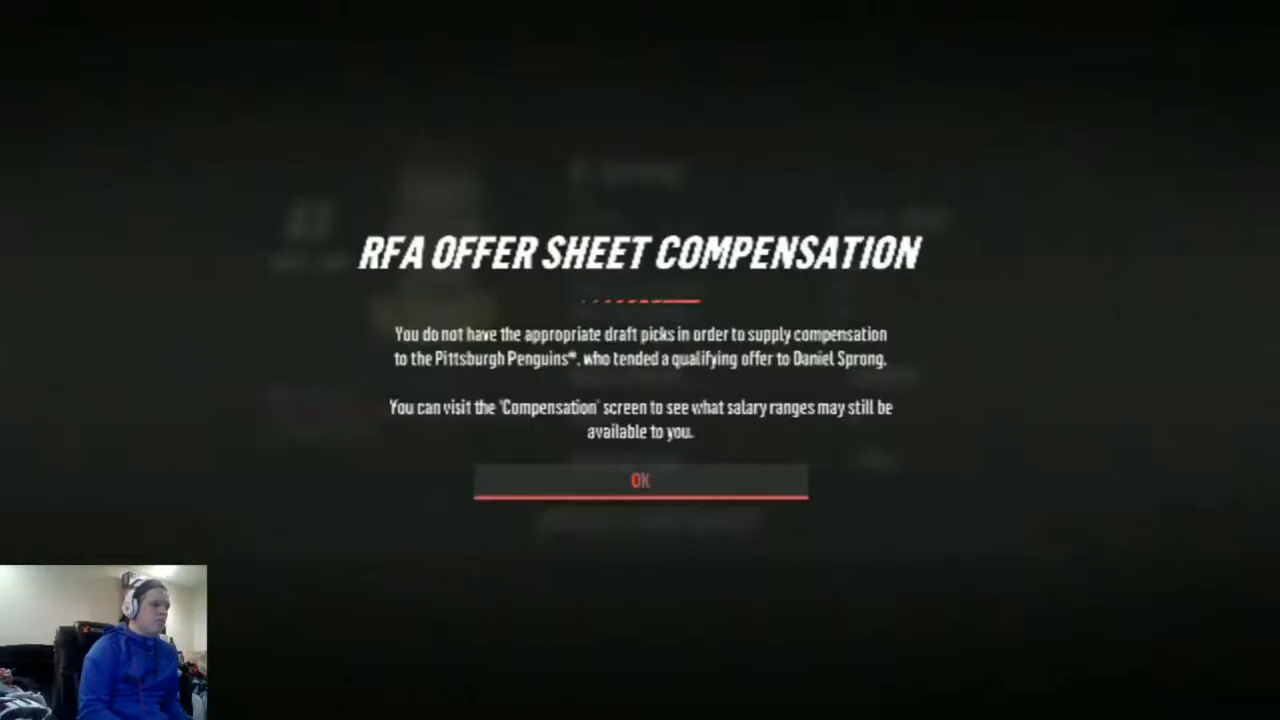 RFA OFFER SHEET COMPENSATION
You do not have the appropriate draft picks in order to supply compensation
to the Pittsburgh Penguins®, who tended a qualifying offer to Daniel Sprong.
You can visit the 'Compensation' screen to see what salary ranges may still be
available to you.
OK